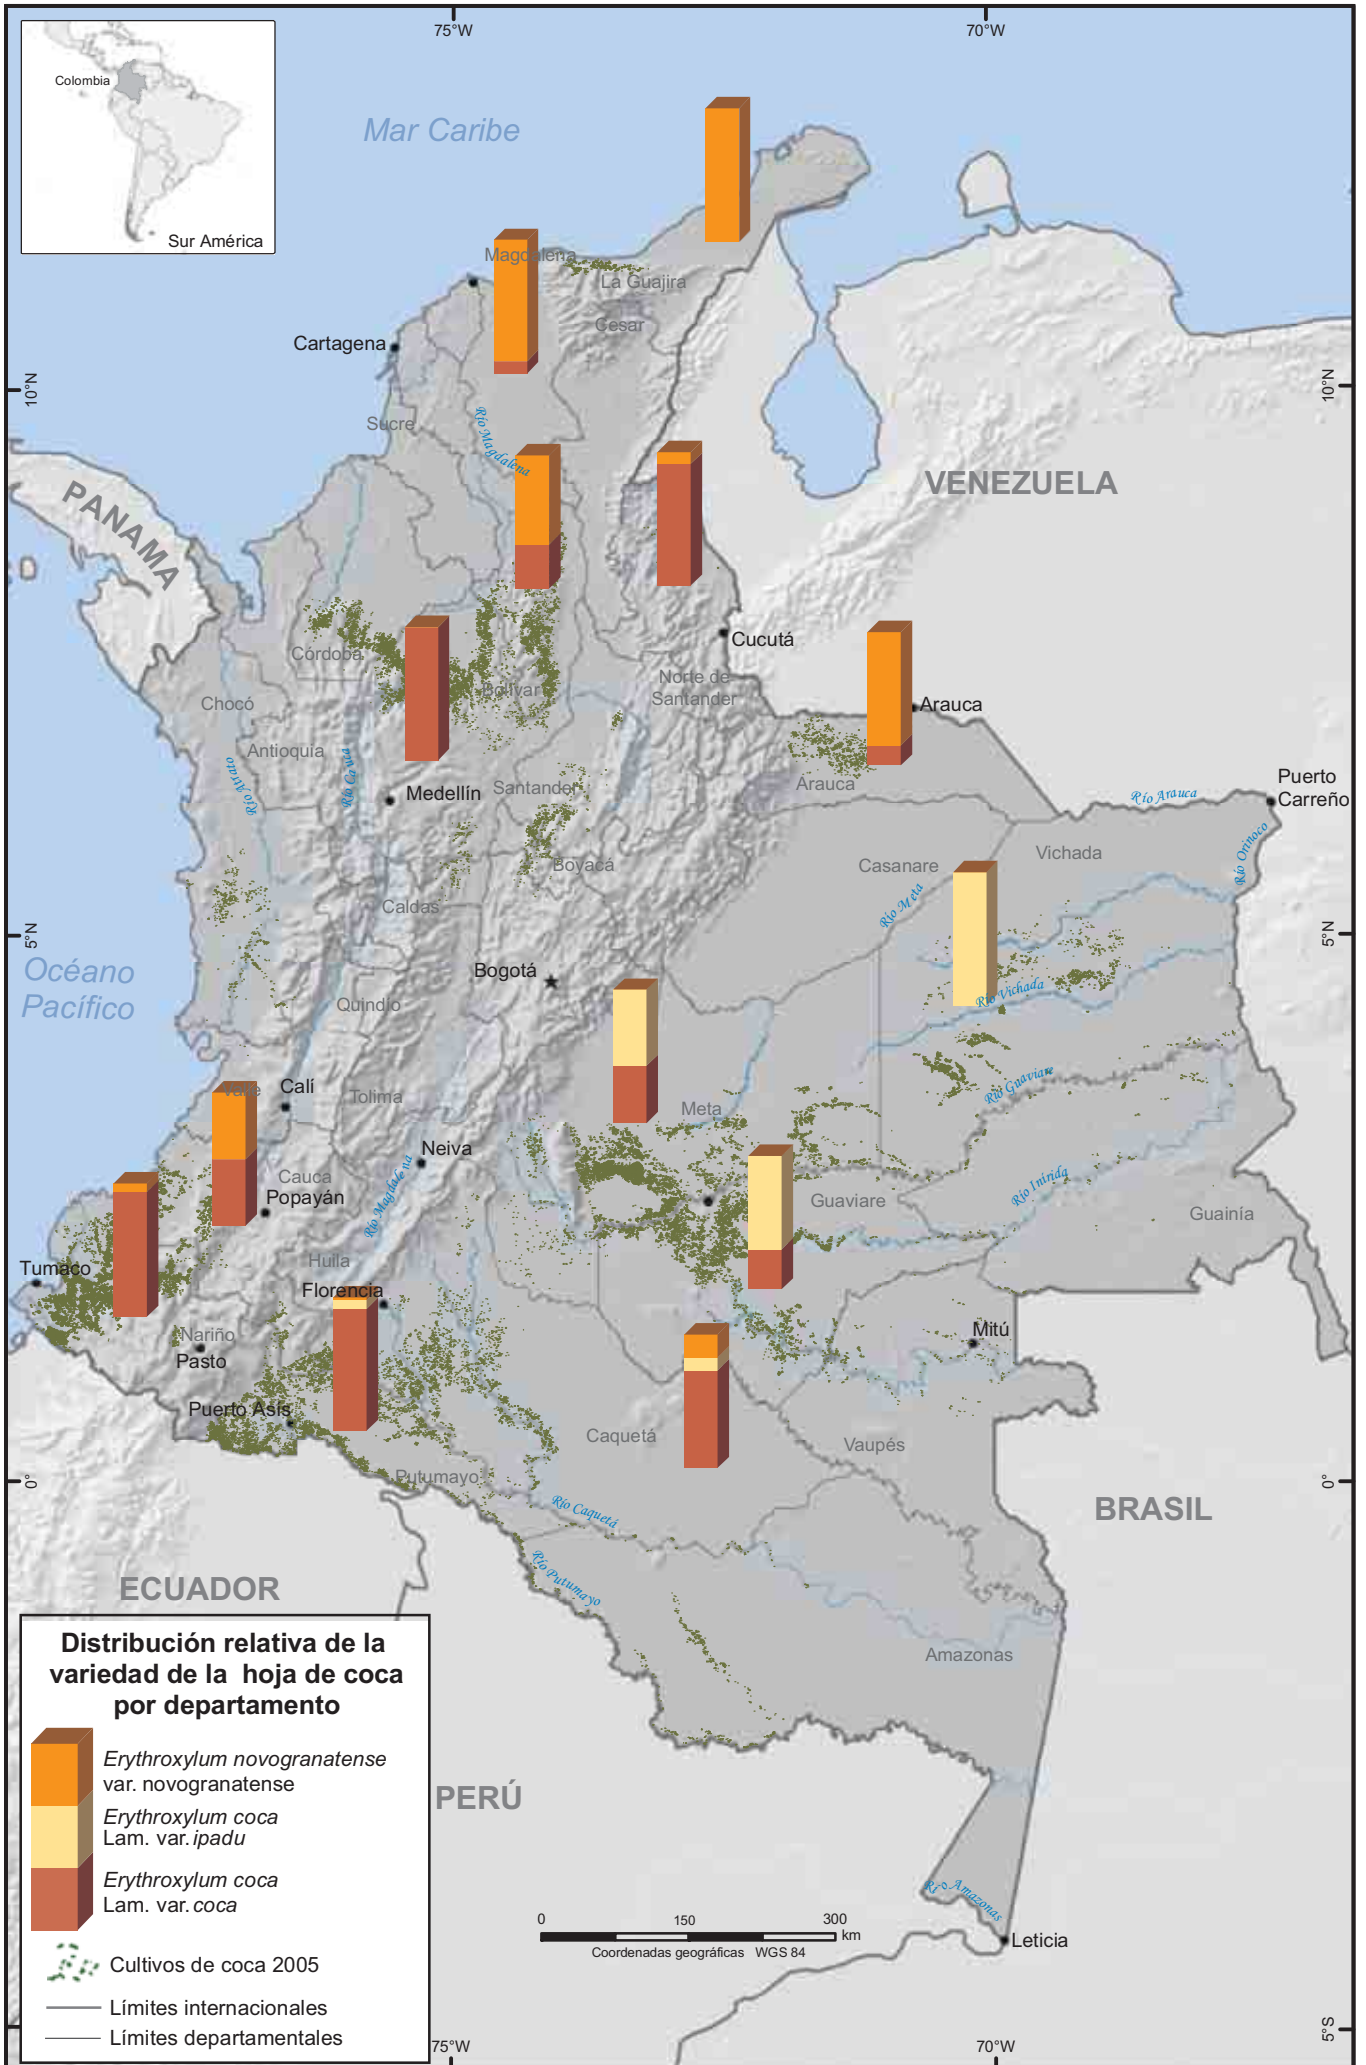 75°W
70°W
Colombia
Sur América
Mar Caribe
Magdalena
La Guajira
Cesar
Cartagena
10°N
10°N
Sucre
Río Magdalena
VENEZUELA
PANAMA
Cucutá
Córdoba
Norte de
Santander
Bolívar
Chocó
Arauca
Antioquía
Río Atrato
Río Cauca
Santander
Arauca
Medellín
Puerto
Carreño
Río Arauca
Río Orinoco
Boyacá
Casanare
Vichada
Caldas
Río Meta
5°N
5°N
Océano
Pacífico
Bogotá
Río Vichada
Quindío
Valle
Calí
Tolima
Río Guaviare
Meta
Neiva
Río Magdalena
Cauca
Popayán
Río Inírida
Guaviare
Guainía
Huila
Tumaco
Florencia
Nariño
Pasto
Mitú
Puerto Asís
Caquetá
Vaupés
Putumayo
0°
0°
Río Caquetá
BRASIL
Río Putumayo
ECUADOR
Amazonas
PERÚ
Río Amazonas
Leticia
Distribución relativa de la
variedad de la hoja de coca
por departamento
Erythroxylum novogranatense
var. novogranatense
Erythroxylum coca
Lam. var. ipadu
Erythroxylum coca
Lam. var. coca
Cultivos de coca 2005
Límites internacionales
Límites departamentales
0 150 300
km
Coordenadas geográficas WGS 84
5°S
75°W
70°W